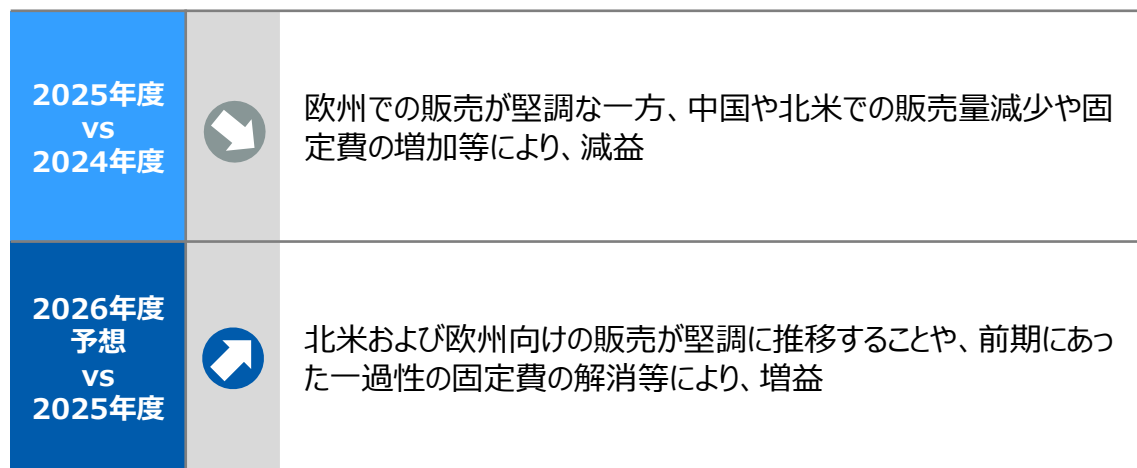 2025年度
vs
2024年度
欧州での販売が堅調な一方、中国や北米での販売量減少や固
定費の増加等により、減益
2026年度
予想
vs
2025年度
北米および欧州向けの販売が堅調に推移することや、前期にあっ
た一過性の固定費の解消等により、増益